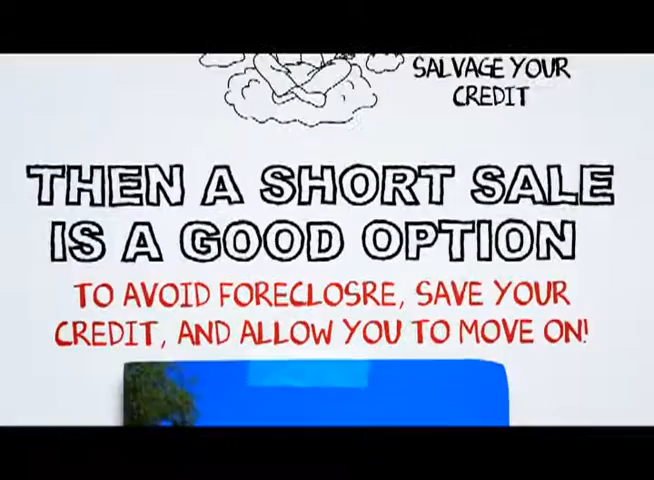 SALVAGE YOUR
CREDIT
THEN A SHORT SALE
IS A GOOD OPTION
TO AVOID FORECLOSRE, SAVE YOUR
CREDIT, AND ALLOW YOU TO MOVE ON!